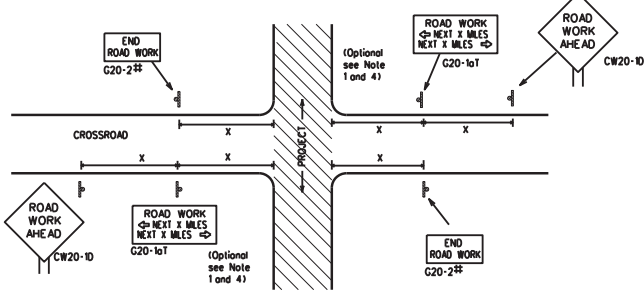 ROAD
WORK
AHEAD
CW20-1D
ROAD WORK
⇦ NEXT X MILES
NEXT X MILES ⇨
G20-1aT
(Optional
see Note
1 and 4)
END
ROAD WORK
G20-2#
X
X
X
CROSSROAD
PROJECT
X
X
X
ROAD
WORK
AHEAD
CW20-1D
ROAD WORK
⇦ NEXT X MILES
NEXT X MILES ⇨
G20-1aT
(Optional
see Note
1 and 4)
END
ROAD WORK
G20-2#